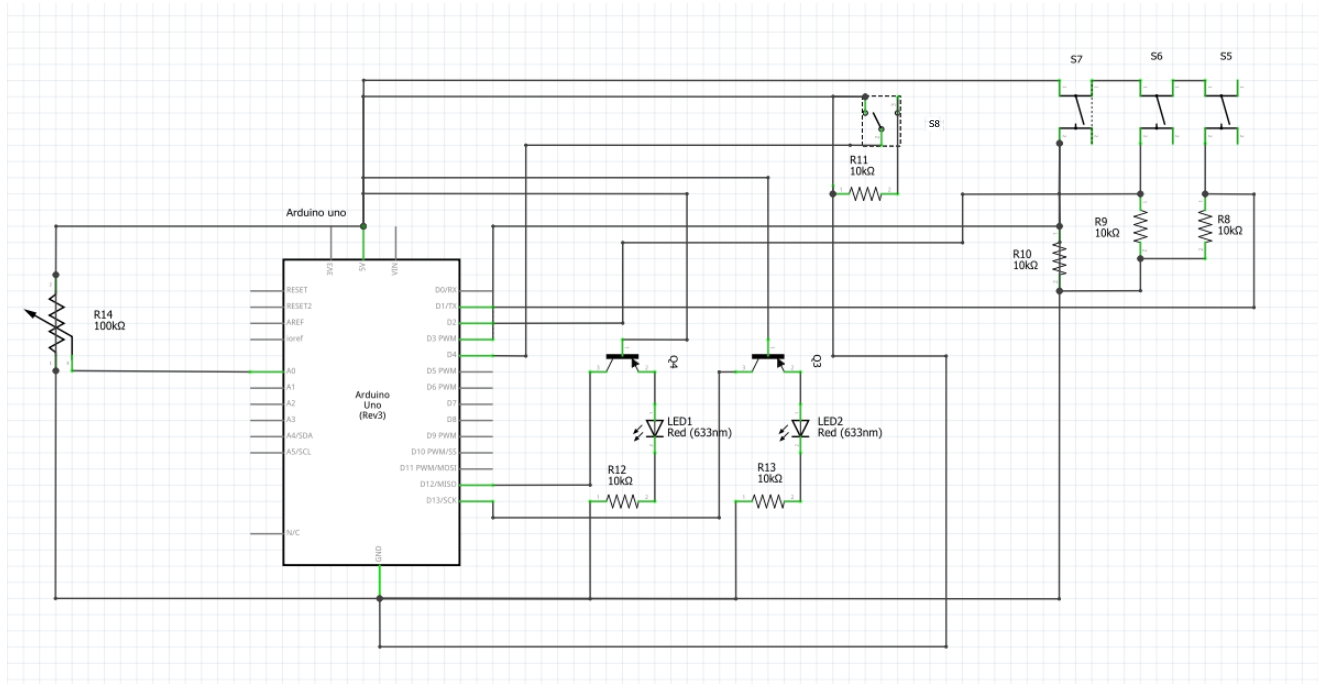 S7
S6
S5
S8
R11
10kΩ
Arduino uno
3V3
5V
VIN
R9
10kΩ
R8
10kΩ
R10
10kΩ
R14
100kΩ
RESET
RESET2
AREF
ioref
A0
A1
A2
A3
A4/SDA
A5/SCL
N/C
D0/RX
D1/TX
D2
D3 PWM
D4
D5 PWM
D6 PWM
D7
D8
D9 PWM
D10 PWM/SS
D11 PWM/MOSI
D12/MISO
D13/SCK
Arduino
Uno
(Rev3)
GND
Q4
Q3
LED1
Red (633nm)
LED2
Red (633nm)
R12
10kΩ
R13
10kΩ